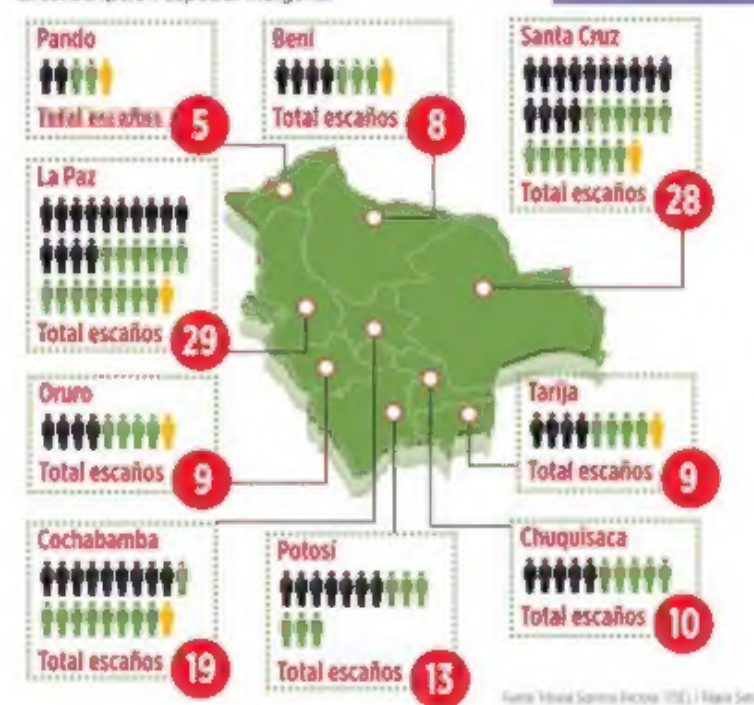 Pando
Total escaños 5
Beni
Total escaños 8
Santa Cruz
Total escaños 28
La Paz
Total escaños 29
Oruro
Total escaños 9
Tarija
Total escaños 9
Cochabamba
Total escaños 19
Potosí
Total escaños 13
Chuquisaca
Total escaños 10